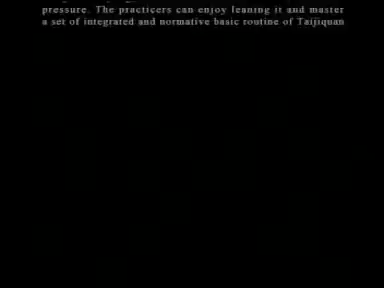 pressure. The practicers can enjoy leaning it and master
a set of integrated and normative basic routine of Taijiquan